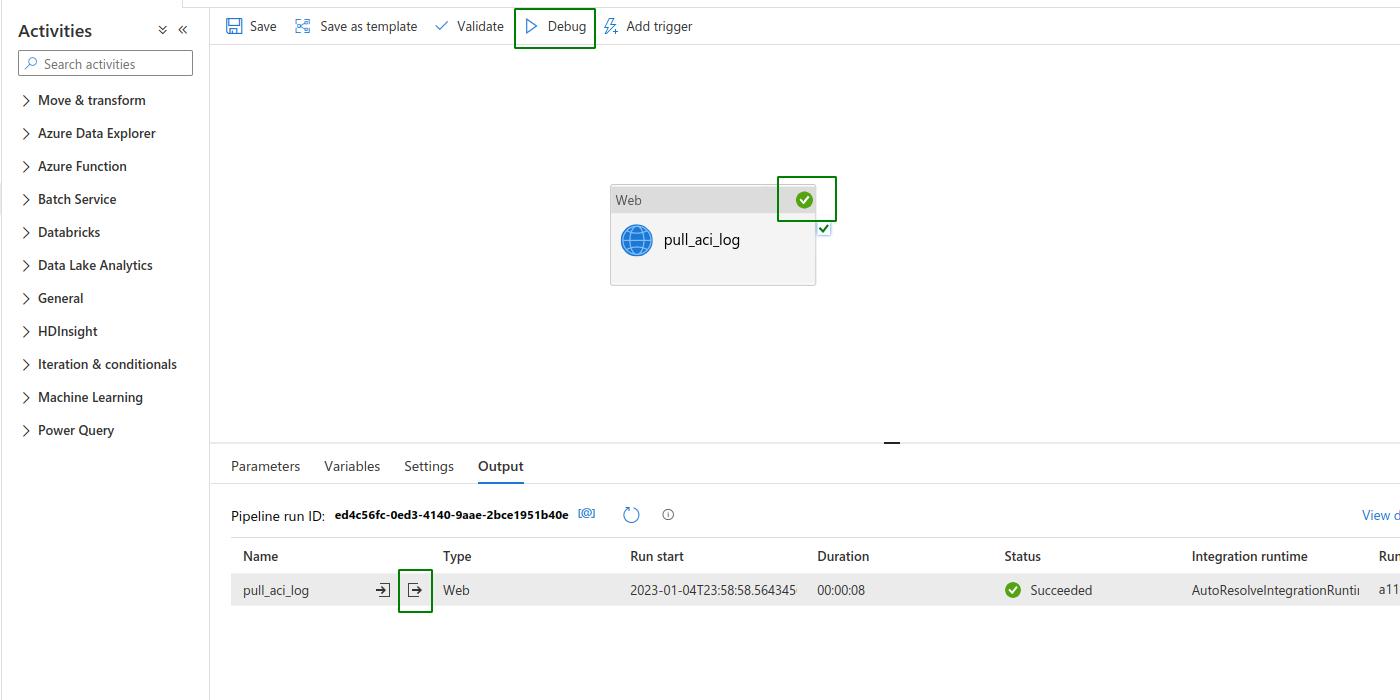 Activities
Search activities
Move & transform
Azure Data Explorer
Azure Function
Batch Service
Databricks
Data Lake Analytics
General
HDInsight
Iteration & conditionals
Machine Learning
Power Query
Save Save as template Validate Debug Add trigger
Web
pull_aci_log
Parameters Variables Settings Output
Pipeline run ID: ed4c56fc-0ed3-4140-9aae-2bce1951b40e [@] View d
Name Type Run start Duration Status Integration runtime Run
pull_aci_log Web 2023-01-04T23:58:58.564345 00:00:08 Succeeded AutoResolveIntegrationRunti a11